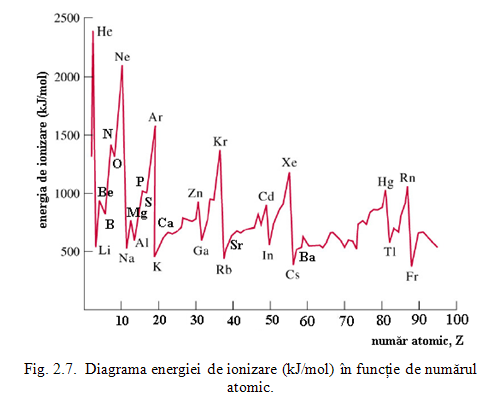 energia de ionizare (kJ/mol)
2500
2000
1500
1000
500
He
Ne
N
O
Ar
P
S
Be
B
Mg
Al
Li
Na
K
Ca
Zn
Ga
Kr
Rb
Sr
Cd
In
Xe
Cs
Ba
Hg
Tl
Rn
Fr
10 20 30 40 50 60 70 80 90 100
număr atomic, Z
Fig. 2.7. Diagrama energiei de ionizare (kJ/mol) în funcție de numărul
atomic.